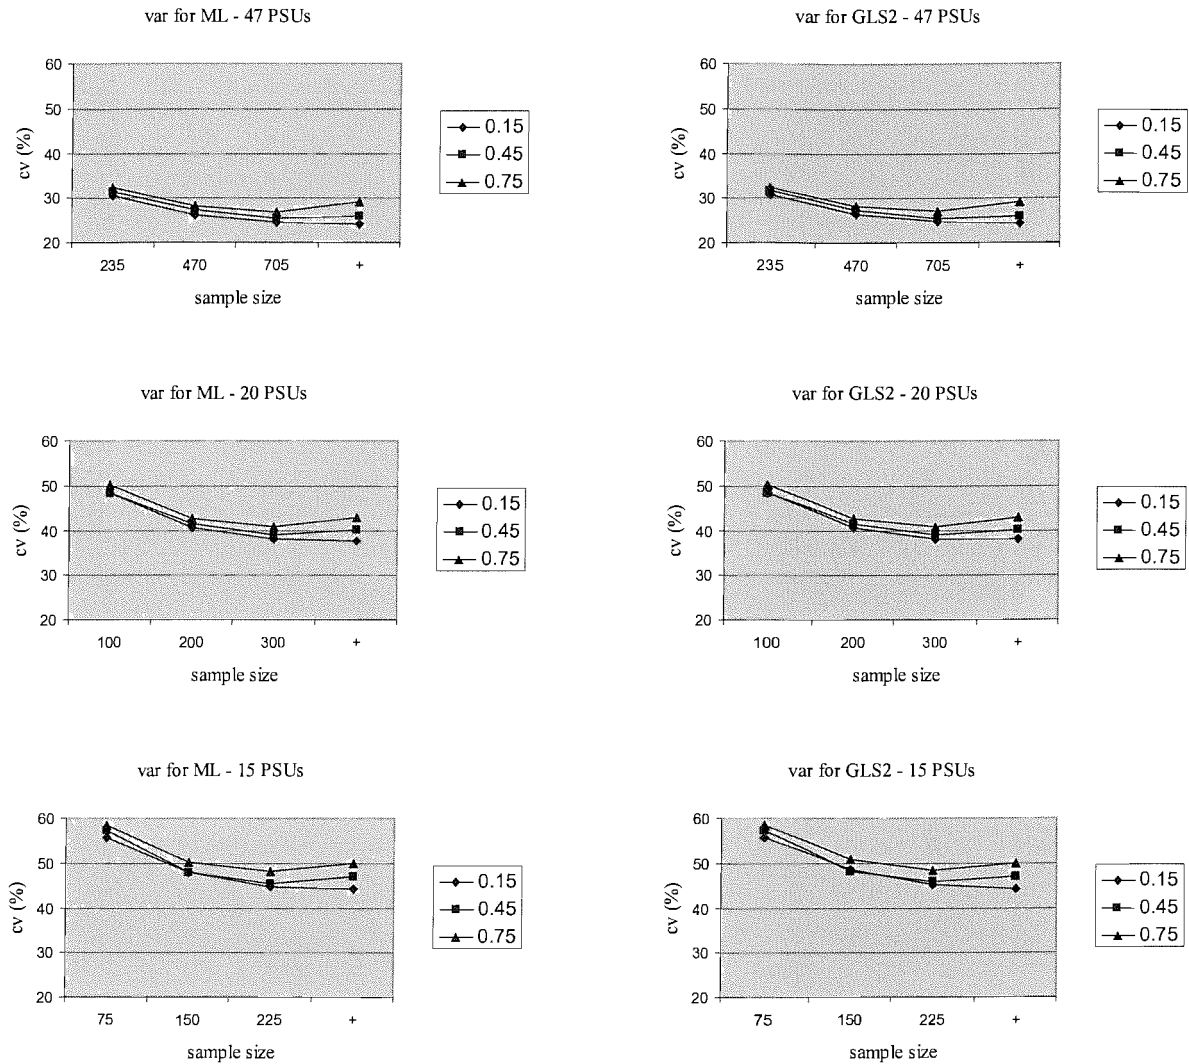 var for ML - 47 PSUs
60
50
40
30
20
cv (%)
235 470 705 +
sample size
0.15
0.45
0.75
var for GLS2 - 47 PSUs
60
50
40
30
20
cv (%)
235 470 705 +
sample size
0.15
0.45
0.75
var for ML - 20 PSUs
60
50
40
30
20
cv (%)
100 200 300 +
sample size
0.15
0.45
0.75
var for GLS2 - 20 PSUs
60
50
40
30
20
cv (%)
100 200 300 +
sample size
0.15
0.45
0.75
var for ML - 15 PSUs
60
50
40
30
20
cv (%)
75 150 225 +
sample size
0.15
0.45
0.75
var for GLS2 - 15 PSUs
60
50
40
30
20
cv (%)
75 150 225 +
sample size
0.15
0.45
0.75